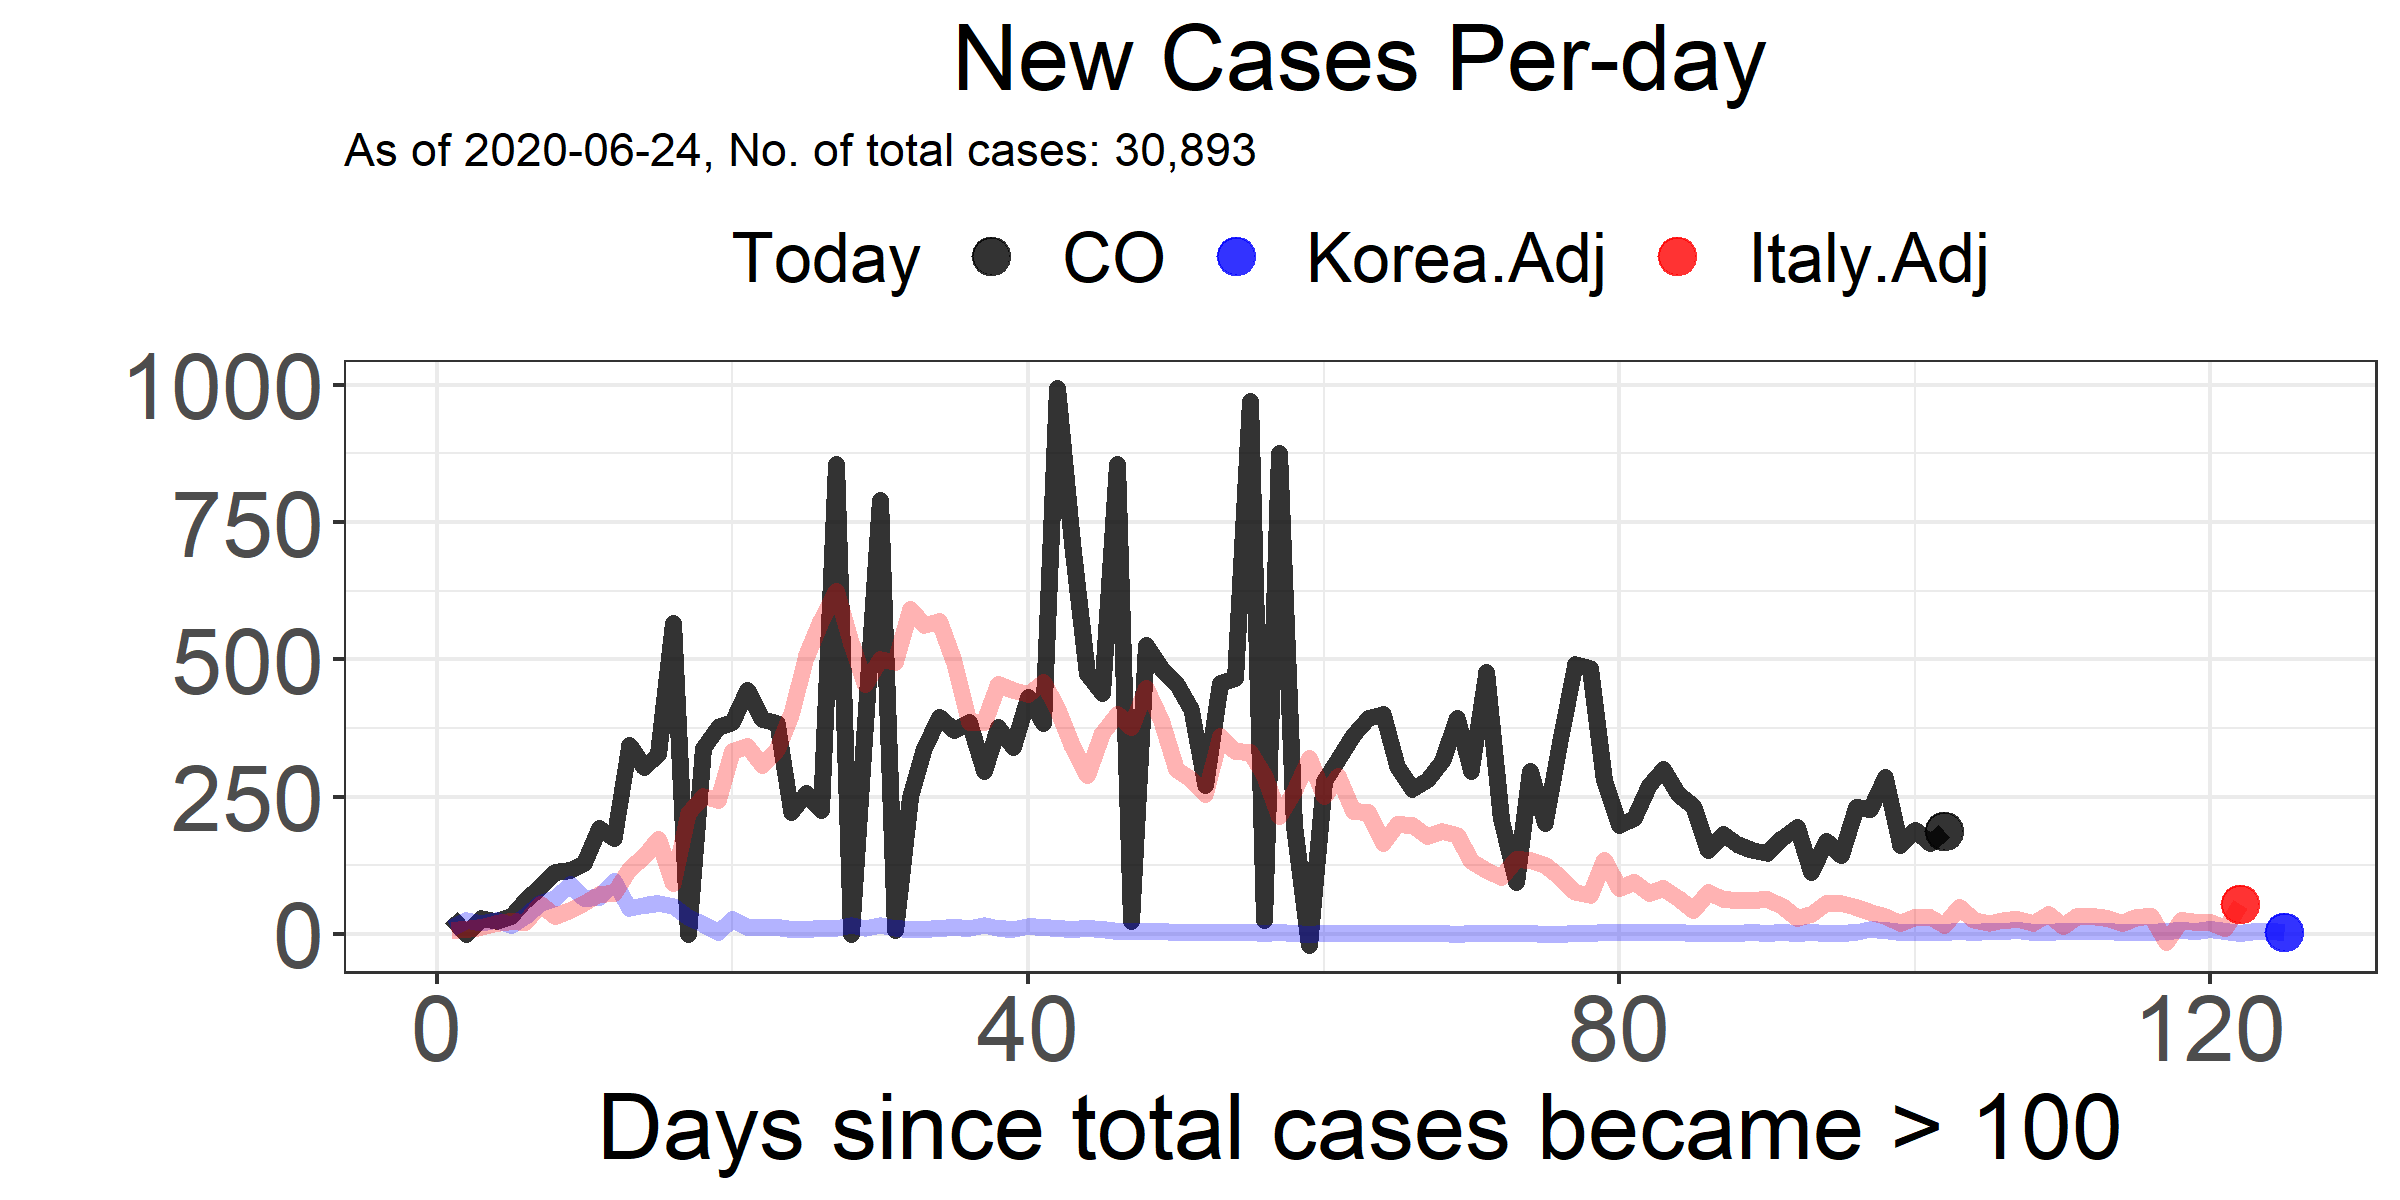 New Cases Per-day
As of 2020-06-24, No. of total cases: 30,893
Today CO Korea.Adj Italy.Adj
1000
750
500
250
0
0 40 80 120
Days since total cases became > 100